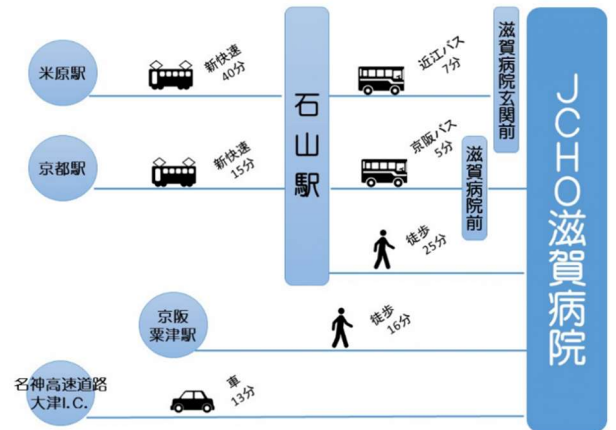 米原駅
新快速
40分
近江バス
7分
滋賀病院玄関前
石山駅
JCHO滋賀病院
京都駅
新快速
15分
京阪バス
5分
滋賀病院前
徒歩
25分
京阪
粟津駅
徒歩
16分
名神高速道路
大津I.C.
車
13分